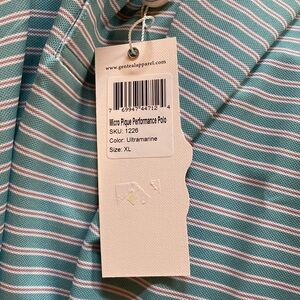 www.gentealapparel.com
7 69947 44712 4
Micro Pique Performance Polo
SKU: 1226
Color: Ultramarine
Size: XL